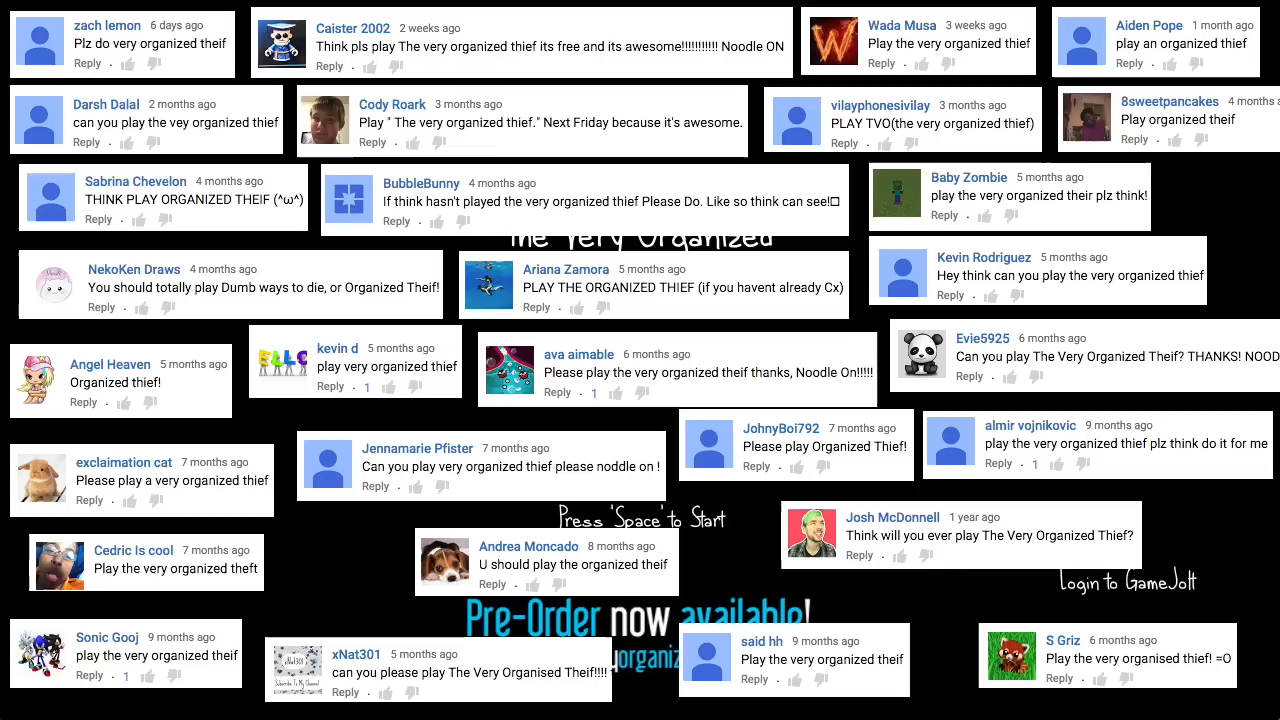 zach lemon 6 days ago
Plz do very organized theif
Reply ·
Caister 2002 2 weeks ago
Think pls play The very organized thief its free and its awesome!!!!!!!!!!! Noodle ON
Reply ·
Wada Musa 3 weeks ago
Play the very organized thief
Reply ·
Aiden Pope 1 month ago
play an organized thief
Reply ·
Darsh Dalal 2 months ago
can you play the vey organized thief
Reply ·
Cody Roark 3 months ago
Play " The very organized thief." Next Friday because it's awesome.
Reply ·
vilayphonesivilay 3 months ago
PLAY TVO(the very organized thief)
Reply ·
8sweetpancakes 4 months a
Play organized theif
Reply ·
Sabrina Chevelon 4 months ago
THINK PLAY ORGANIZED THEIF (^ω^)
Reply ·
BubbleBunny 4 months ago
If think hasn't played the very organized thief Please Do. Like so think can see!□
Reply ·
Baby Zombie 5 months ago
play the very organized their plz think!
Reply ·
The Very Organized
NekoKen Draws 4 months ago
You should totally play Dumb ways to die, or Organized Theif!
Reply ·
Ariana Zamora 5 months ago
PLAY THE ORGANIZED THIEF (if you havent already Cx)
Reply ·
Kevin Rodriguez 5 months ago
Hey think can you play the very organized thief
Reply ·
Angel Heaven 5 months ago
Organized thief!
Reply ·
ELLO
kevin d 5 months ago
play very organized thief
Reply · 1
ava aimable 6 months ago
Please play the very organized theif thanks, Noodle On!!!!!
Reply · 1
Evie5925 6 months ago
Can you play The Very Organized Theif? THANKS! NOOD
Reply ·
exclaimation cat 7 months ago
Please play a very organized thief
Reply ·
Jennamarie Pfister 7 months ago
Can you play very organized thief please noddle on !
Reply ·
JohnyBoi792 7 months ago
Please play Organized Thief!
Reply ·
almir vojnikovic 9 months ago
play the very organized thief plz think do it for me
Reply · 1
Press 'Space' to Start
Cedric Is cool 7 months ago
Play the very organized theft
Andrea Moncado 8 months ago
U should play the organized theif
Reply ·
Josh McDonnell 1 year ago
Think will you ever play The Very Organized Thief?
Reply ·
Login to GameJolt
Pre-Order now available!
yorganiz
Sonic Gooj 9 months ago
play the very organized theif
Reply · 1
xNat301
Subscribe To My Channel
xNat301 5 months ago
can you please play The Very Organised Theif!!!!
Reply ·
said hh 9 months ago
Play the very organized theif
Reply ·
S Griz 6 months ago
Play the very organised thief! =O
Reply ·